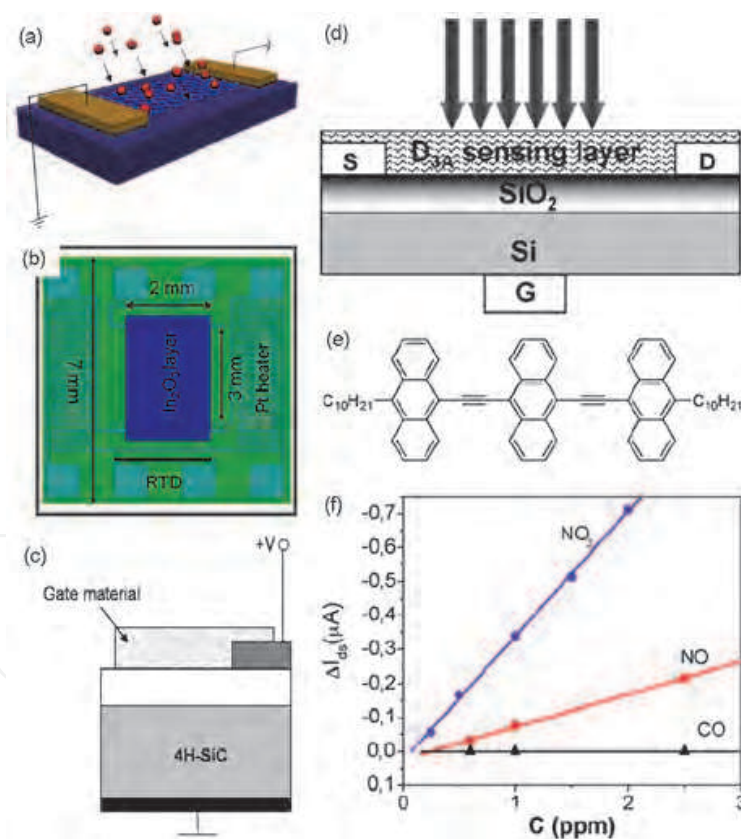 (a)
(b)
2 mm
7 mm
In₂O₃ layer
3 mm
Pt heater
RTD
(c)
+V
Gate material
4H-SiC
(d)
S
D₃ₐ sensing layer
D
SiO₂
Si
G
(e)
C₁₀H₂₁
C₁₀H₂₁
(f)
-0,7
-0,6
-0,5
-0,4
-0,3
-0,2
-0,1
0,0
0,1
ΔI_ds(μA)
NO₂
NO
CO
0
1
2
3
C (ppm)